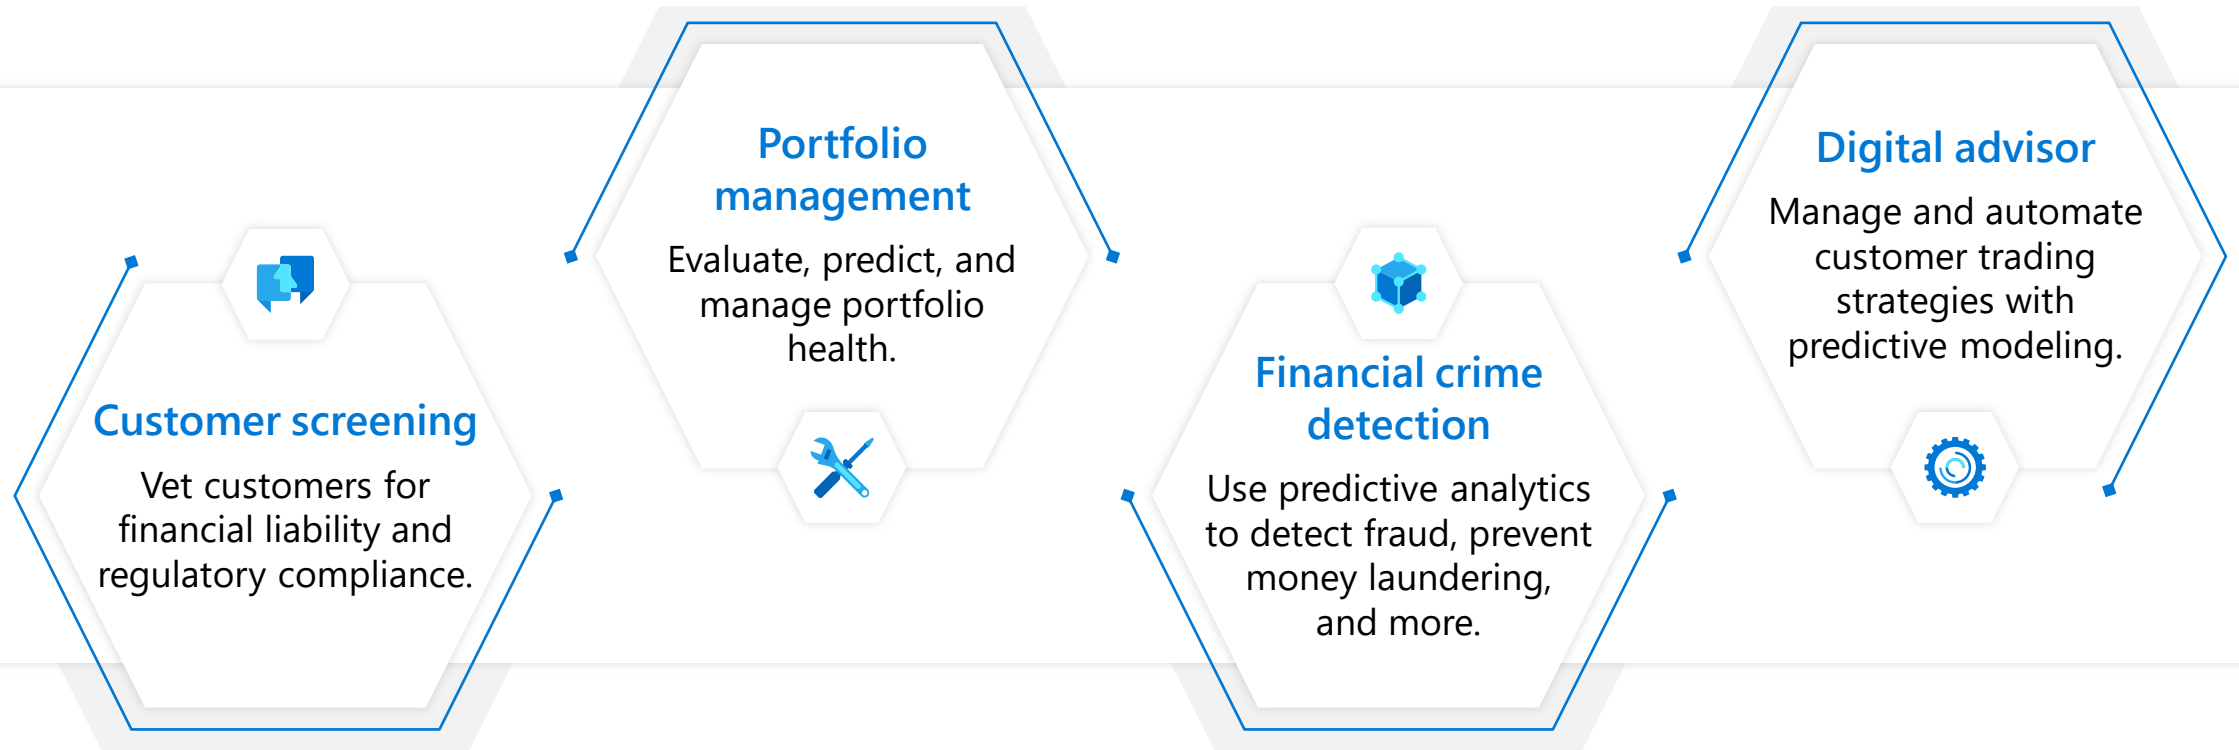 Customer screening
Vet customers for
financial liability and
regulatory compliance.
Portfolio
management
Evaluate, predict, and
manage portfolio
health.
Financial crime
detection
Use predictive analytics
to detect fraud, prevent
money laundering,
and more.
Digital advisor
Manage and automate
customer trading
strategies with
predictive modeling.